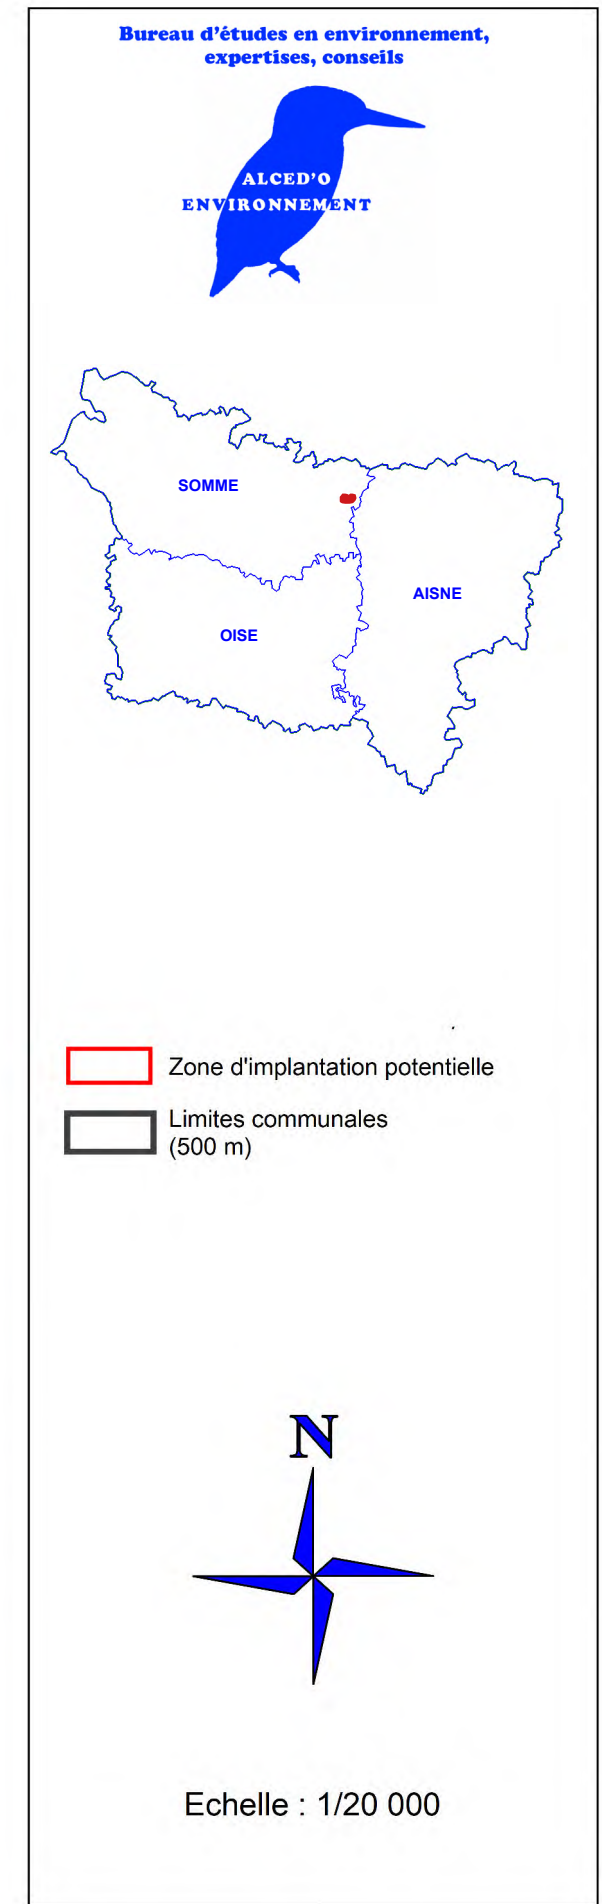 Bureau d'études en environnement,
expertises, conseils
ALCED'O
ENVIRONNEMENT
SOMME
AISNE
OISE
Zone d'implantation potentielle
Limites communales
(500 m)
N
Echelle : 1/20 000